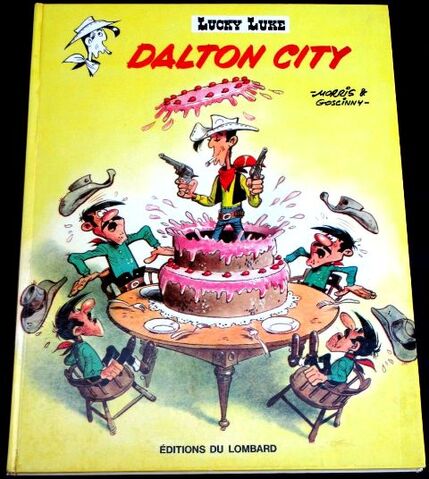 LUCKY LUKE
DALTON CITY
-MORRIS &
GOSCINNY-
ÉDITIONS DU LOMBARD